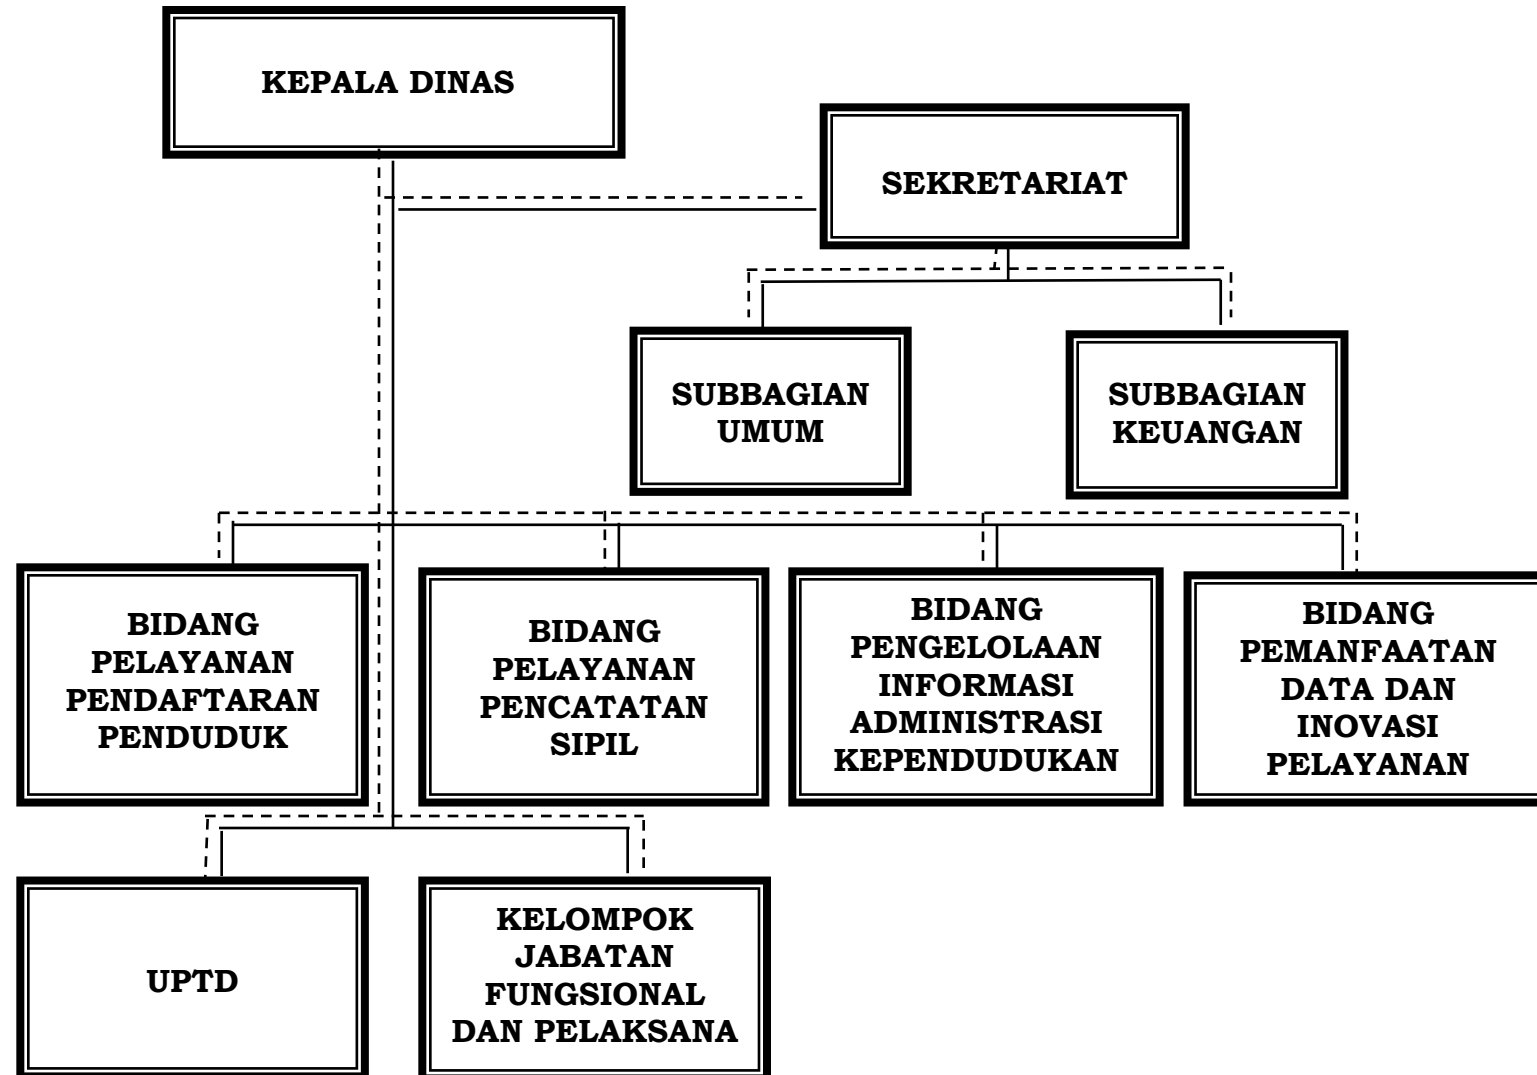 KEPALA DINAS
SEKRETARIAT
SUBBAGIAN
UMUM
SUBBAGIAN
KEUANGAN
BIDANG
PELAYANAN
PENDAFTARAN
PENDUDUK
BIDANG
PELAYANAN
PENCATATAN
SIPIL
BIDANG
PENGELOLAAN
INFORMASI
ADMINISTRASI
KEPENDUDUKAN
BIDANG
PEMANFAATAN
DATA DAN
INOVASI
PELAYANAN
UPTD
KELOMPOK
JABATAN
FUNGSIONAL
DAN PELAKSANA